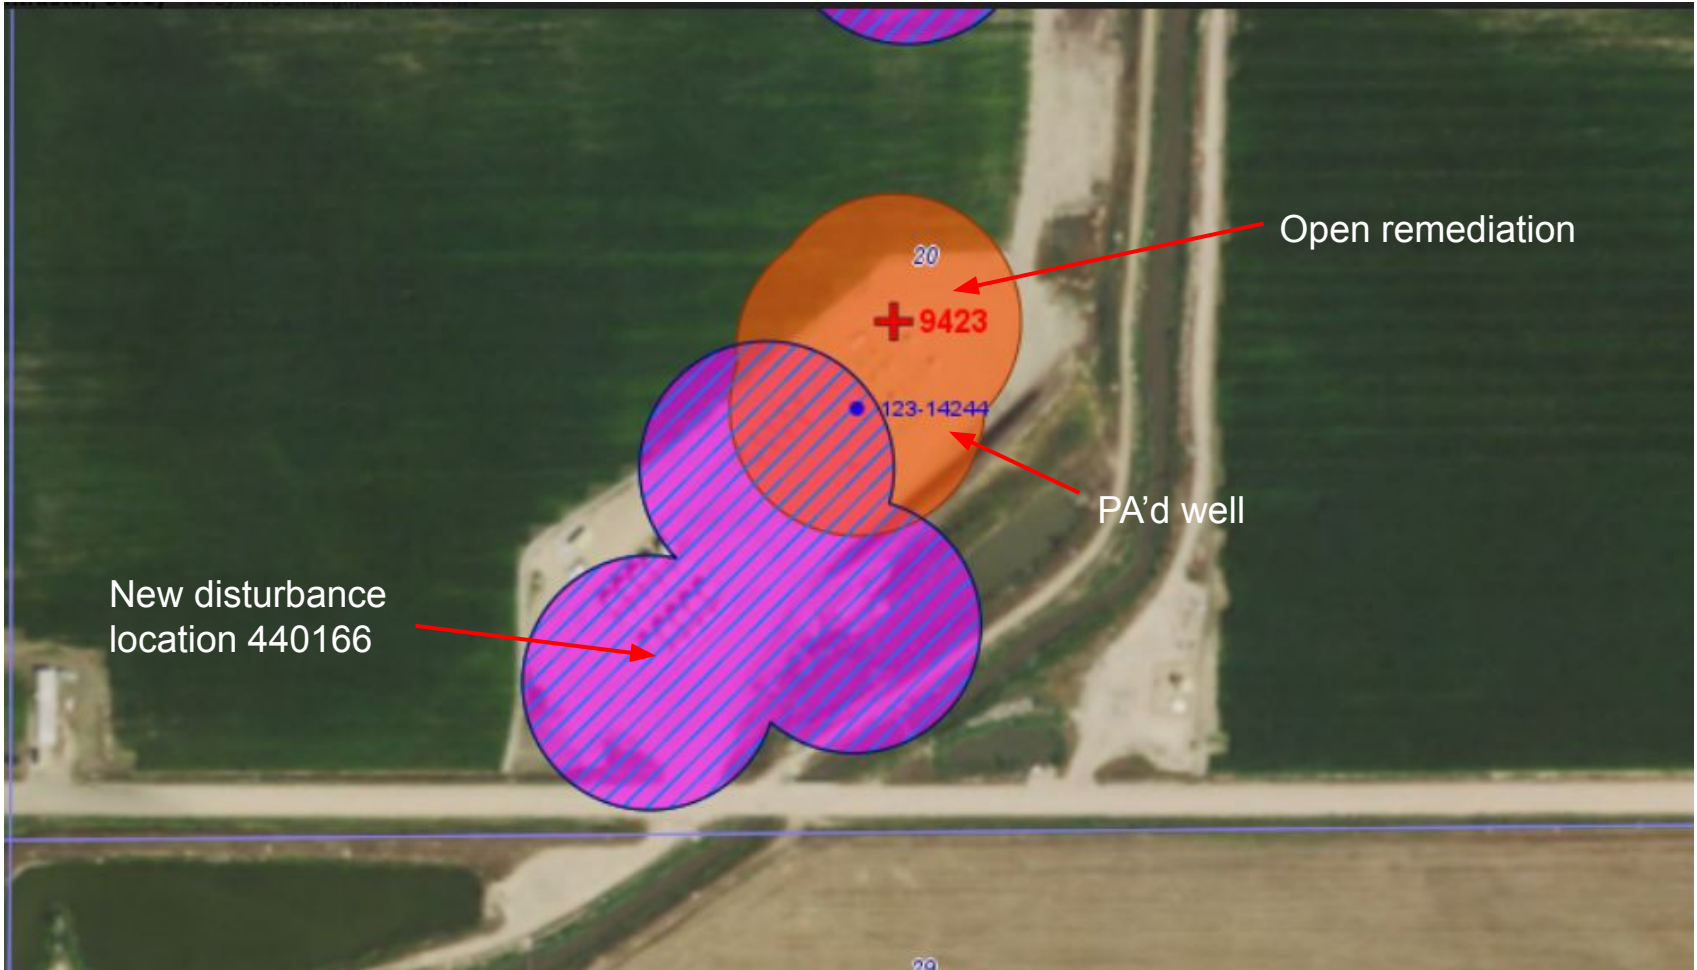 Open remediation
20
9423
123-14244
PA’d well
New disturbance
location 440166
29